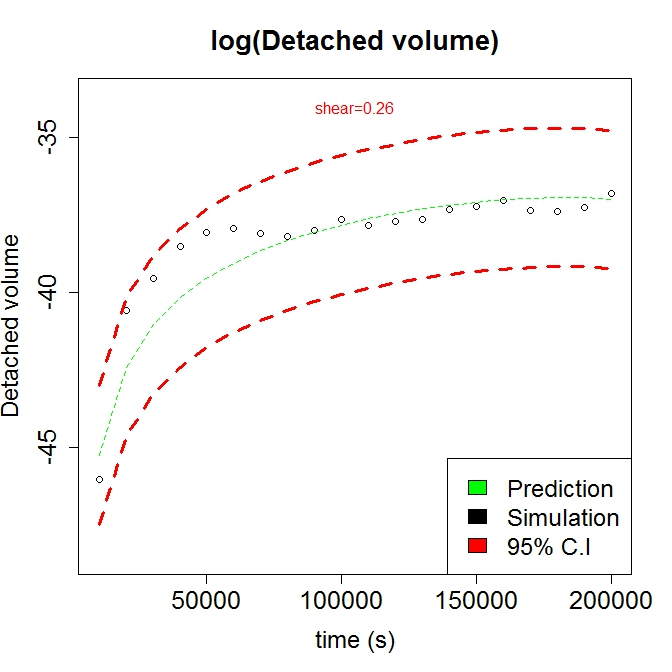 log(Detached volume)
shear=0.26
Detached volume
-35
-40
-45
Prediction
Simulation
95% C.I
50000
100000
150000
200000
time (s)